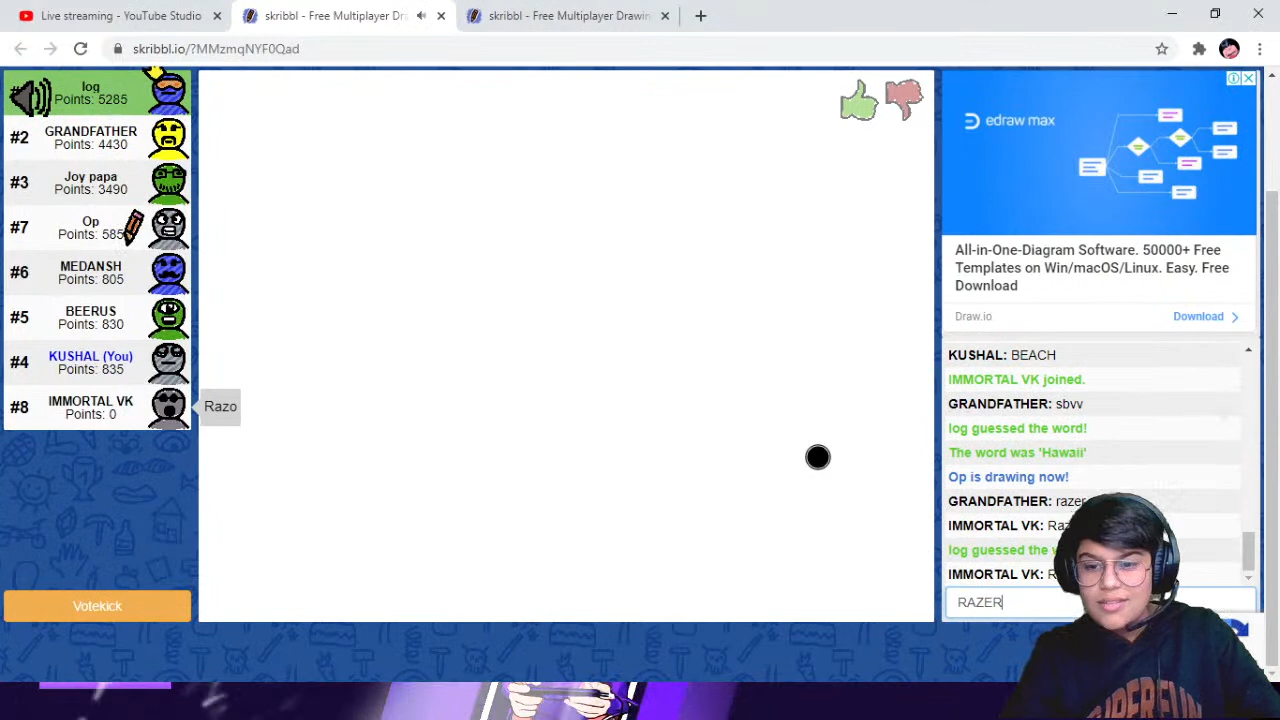 Live streaming - YouTube Studio
skribbl - Free Multiplayer Dra
skribbl - Free Multiplayer Drawin
skribbl.io/?MMzmqNYF0Qad
log
Points: 5285
#2 GRANDFATHER
Points: 4430
#3 Joy papa
Points: 3490
#7 Op
Points: 585
#6 MEDANSH
Points: 805
#5 BEERUS
Points: 830
#4 KUSHAL (You)
Points: 835
#8 IMMORTAL VK
Points: 0
Razo
Votekick
edraw max
All-in-One-Diagram Software. 50000+ Free
Templates on Win/macOS/Linux. Easy. Free
Download
Draw.io
Download
KUSHAL: BEACH
IMMORTAL VK joined.
GRANDFATHER: sbvv
log guessed the word!
The word was 'Hawaii'
Op is drawing now!
GRANDFATHER: razer
IMMORTAL VK:
log guessed the
IMMORTAL VK:
RAZER